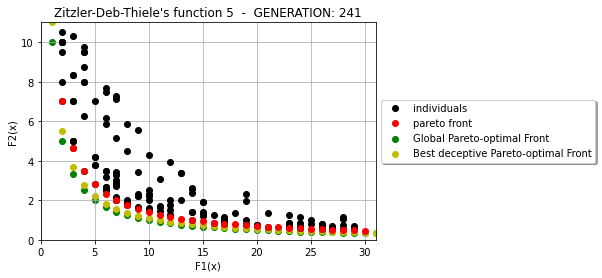 Zitzler-Deb-Thiele's function 5 - GENERATION: 241
F2(x)
10
8
6
4
2
0
0 5 10 15 20 25 30
F1(x)
individuals
pareto front
Global Pareto-optimal Front
Best deceptive Pareto-optimal Front